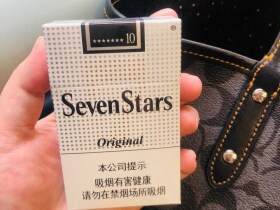 ★★★★★★★ 10
®
SevenStars
Original
本公司提示
吸烟有害健康
请勿在禁烟场所吸烟